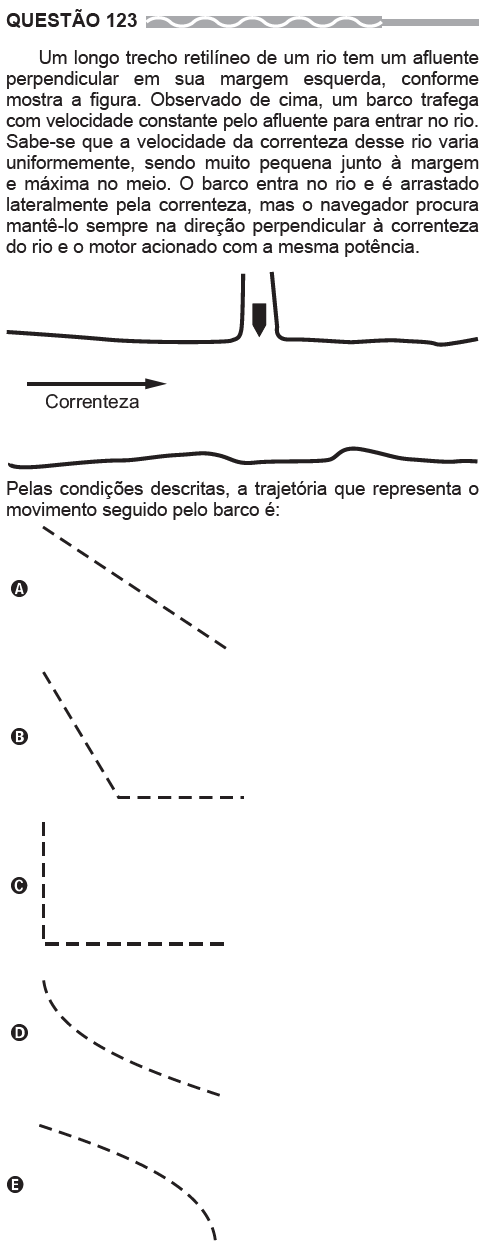 QUESTÃO 123
Um longo trecho retilíneo de um rio tem um afluente
perpendicular em sua margem esquerda, conforme
mostra a figura. Observado de cima, um barco trafega
com velocidade constante pelo afluente para entrar no rio.
Sabe-se que a velocidade da correnteza desse rio varia
uniformemente, sendo muito pequena junto à margem
e máxima no meio. O barco entra no rio e é arrastado
lateralmente pela correnteza, mas o navegador procura
mantê-lo sempre na direção perpendicular à correnteza
do rio e o motor acionado com a mesma potência.
Correnteza
Pelas condições descritas, a trajetória que representa o
movimento seguido pelo barco é:
A
B
C
D
E